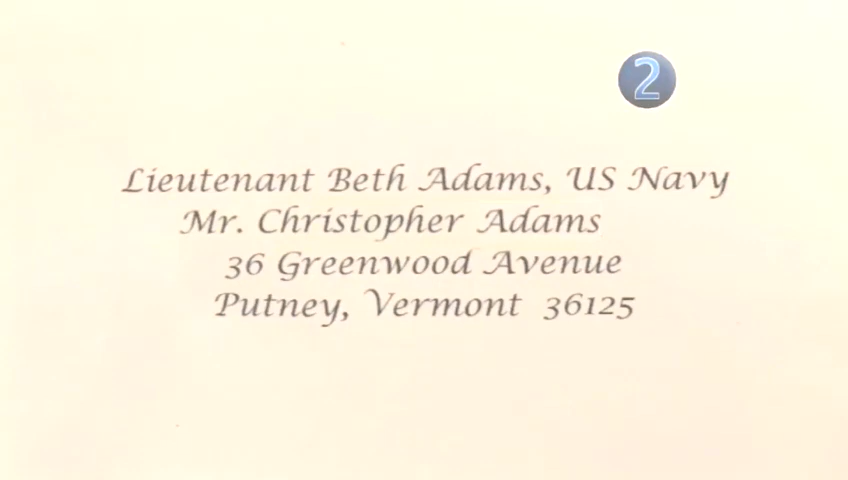 2
Lieutenant Beth Adams, US Navy
Mr. Christopher Adams
36 Greenwood Avenue
Putney, Vermont 36125